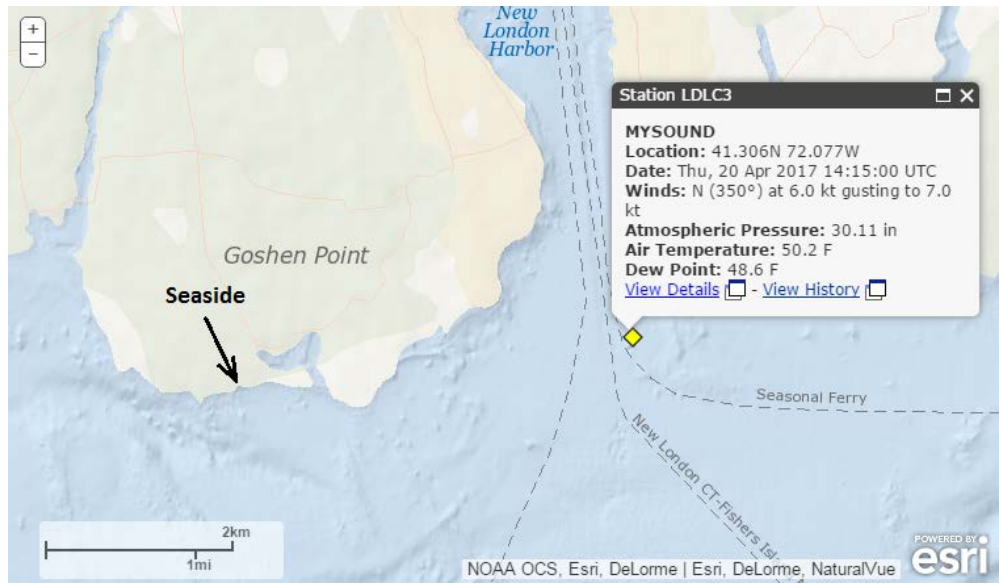 +
−
New
London
Harbor
Station LDLC3
MYSOUND
Location: 41.306N 72.077W
Date: Thu, 20 Apr 2017 14:15:00 UTC
Winds: N (350°) at 6.0 kt gusting to 7.0
kt
Atmospheric Pressure: 30.11 in
Air Temperature: 50.2 F
Dew Point: 48.6 F
View Details - View History
Goshen Point
Seaside
Seasonal Ferry
New London CT-Fishers Isl
2km
1mi
NOAA OCS, Esri, DeLorme | Esri, DeLorme, NaturalVue
POWERED BY
esri